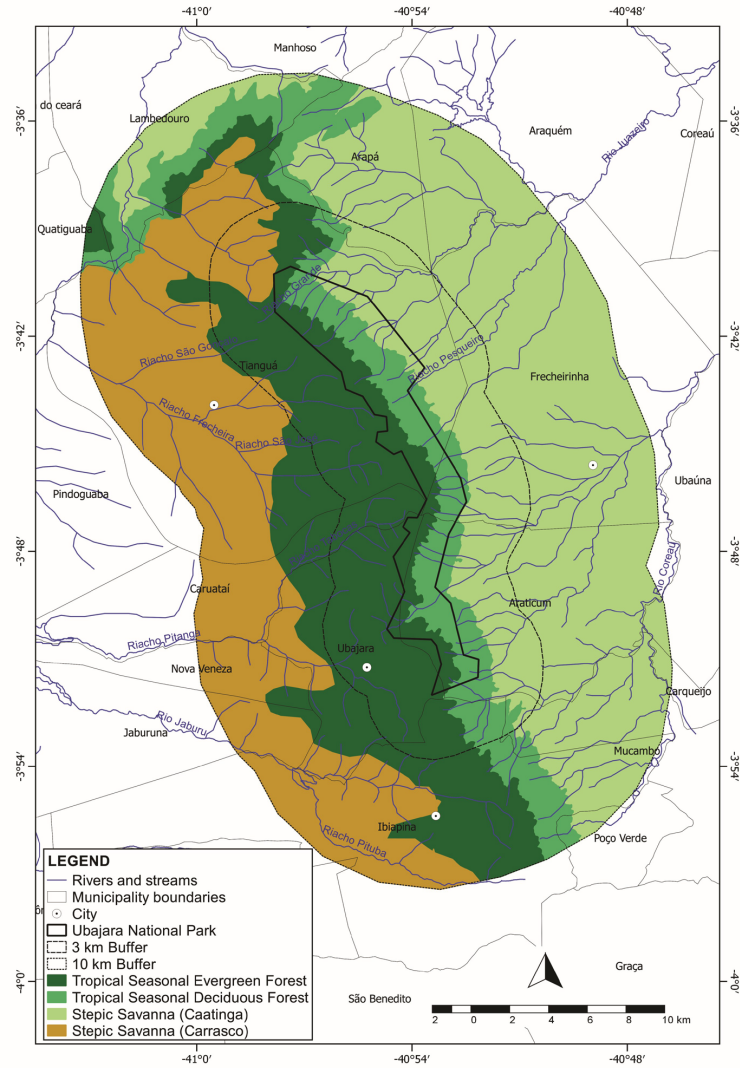 -41°0′ -40°54′ -40°48′
Manhoso
do ceará
Lambedouro
-3°36′ -3°36′
Araquém
Coreaú
Rio Juazeiro
Arapá
Quatiguaba
Riacho Grande
-3°42′ -3°42′
Riacho São Gonçalo
Tianguá
Riacho Pesqueiro
Frecheirinha
Riacho Frecheira
Riacho São
Ubaúna
Pindoguaba
-3°48′ -3°48′
Riacho
Rio Coreaú
Caruataí
Araticum
Riacho Pitanga
Ubajara
Nova Veneza
Carqueijo
Rio Jaburu
Jaburuna
Mucambo
-3°54′ -3°54′
Ibiapina
Riacho Pituba
Poço Verde
LEGEND
Rivers and streams
Municipality boundaries
City
Ubajara National Park
3 km Buffer
10 km Buffer
Tropical Seasonal Evergreen Forest
Tropical Seasonal Deciduous Forest
Stepic Savanna (Caatinga)
Stepic Savanna (Carrasco)
Graça
-4°0′ -4°0′
São Benedito
2 0 2 4 6 8 10 km
-41°0′ -40°54′ -40°48′